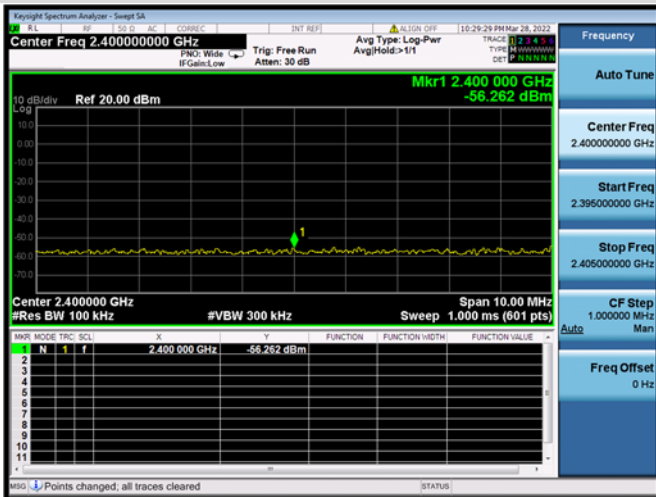 Keysight Spectrum Analyzer - Swept SA
RL RF 50 Ω AC CORREC INT REF ALIGN OFF 10:29:29 PM Mar 28, 2022
Center Freq 2.400000000 GHz
PNO: Wide
IFGain:Low
Trig: Free Run
Atten: 30 dB
Avg Type: Log-Pwr
Avg|Hold:>1/1
TRACE 1 2 3 4 5 6
TYPE M WWWWW
DET P N N N N N
Mkr1 2.400 000 GHz
-56.262 dBm
10 dB/div Ref 20.00 dBm
Log
10.0
0.00
-10.0
-20.0
-30.0
-40.0
-50.0
-60.0
-70.0
1
Center 2.400000 GHz Span 10.00 MHz
#Res BW 100 kHz #VBW 300 kHz Sweep 1.000 ms (601 pts)
MKR MODE TRC SCL X Y FUNCTION FUNCTION WIDTH FUNCTION VALUE
1 N 1 f 2.400 000 GHz -56.262 dBm
2
3
4
5
6
7
8
9
10
11
MSG Points changed; all traces cleared STATUS
Frequency
Auto Tune
Center Freq
2.400000000 GHz
Start Freq
2.395000000 GHz
Stop Freq
2.405000000 GHz
CF Step
1.000000 MHz
Auto Man
Freq Offset
0 Hz